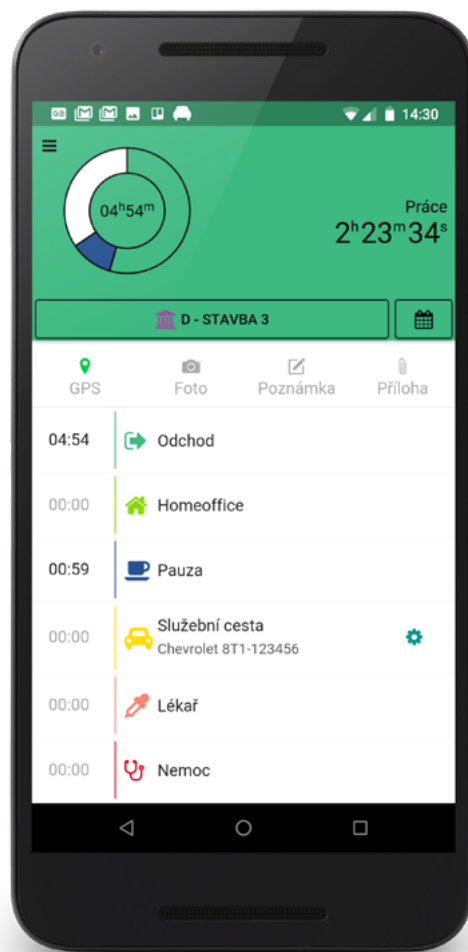 14:30
04ʰ54ᵐ
Práce
2ʰ23ᵐ34ˢ
D - STAVBA 3
GPS
Foto
Poznámka
Příloha
04:54 Odchod
00:00 Homeoffice
00:59 Pauza
00:00 Služební cesta
Chevrolet 8T1-123456
00:00 Lékař
00:00 Nemoc